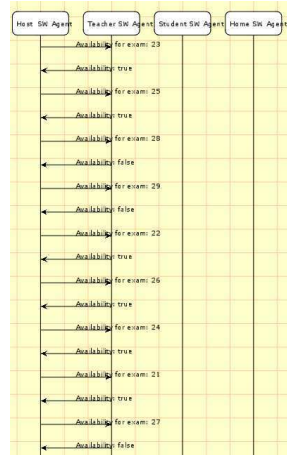 Host SW Agent Teacher SW Agent Student SW Agent Home SW Agent
Availability for exam: 23
Availability: true
Availability for exam: 25
Availability: true
Availability for exam: 28
Availability: false
Availability for exam: 29
Availability: false
Availability for exam: 22
Availability: true
Availability for exam: 26
Availability: true
Availability for exam: 24
Availability: true
Availability for exam: 21
Availability: true
Availability for exam: 27
Availability: false